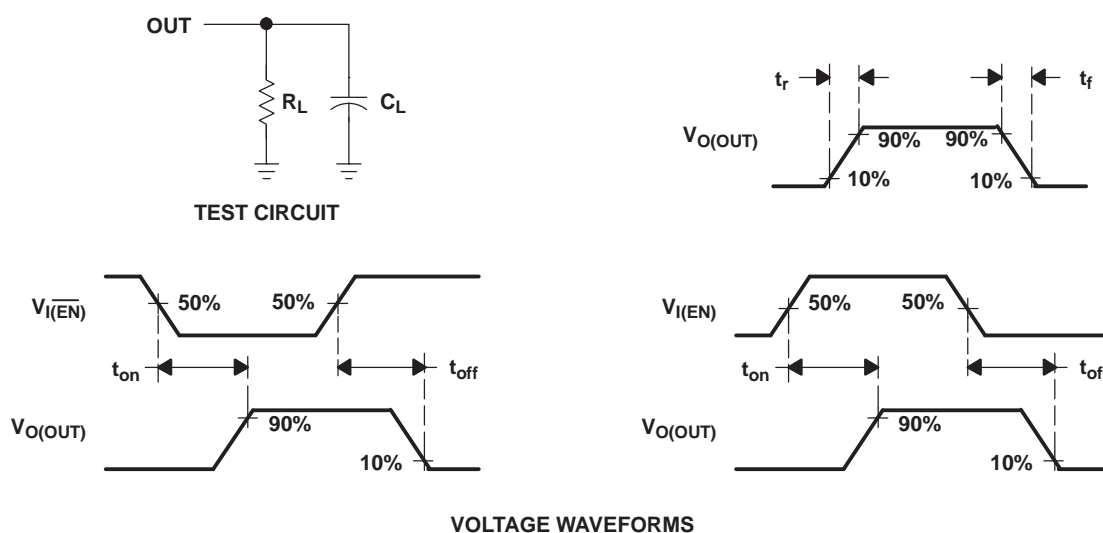 OUT
R_L C_L
TEST CIRCUIT
t_r t_f
V_O(OUT) 90% 90%
10% 10%
V_I(E̅N̅) 50% 50%
t_on t_off
V_O(OUT) 90%
10%
V_I(EN) 50% 50%
t_on t_of
V_O(OUT) 90%
10%
VOLTAGE WAVEFORMS